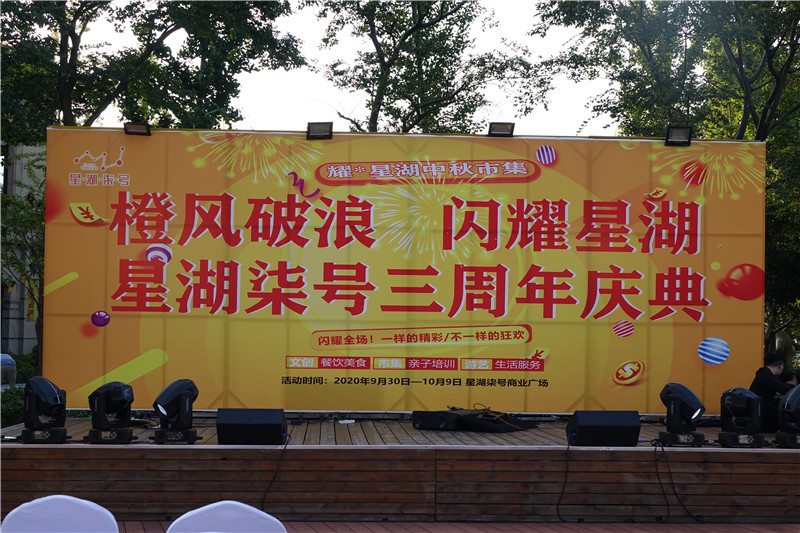 星·湖·柒·号
耀*星湖中秋市集
橙风破浪 闪耀星湖
星湖柒号三周年庆典
闪耀全场！一样的精彩/不一样的狂欢
文创 餐饮美食 市集 亲子培训 游艺 生活服务
活动时间：2020年9月30日—10月9日 星湖柒号商业广场